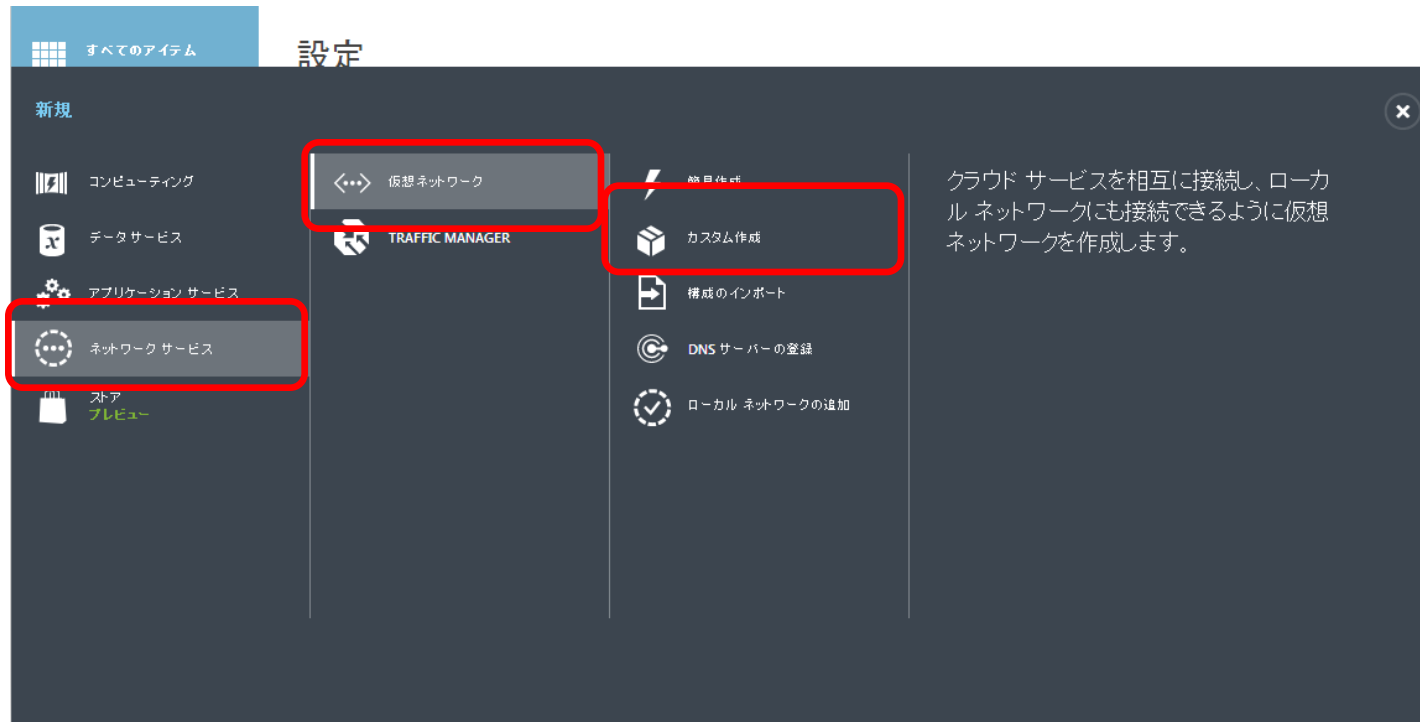 すべてのアイテム
設定
新規
コンピューティング
データ サービス
アプリケーション サービス
ネットワーク サービス
ストア
プレビュー
仮想ネットワーク
TRAFFIC MANAGER
簡易作成
カスタム作成
構成のインポート
DNS サーバーの登録
ローカル ネットワークの追加
クラウド サービスを相互に接続し、ローカ
ル ネットワークにも接続できるように仮想
ネットワークを作成します。